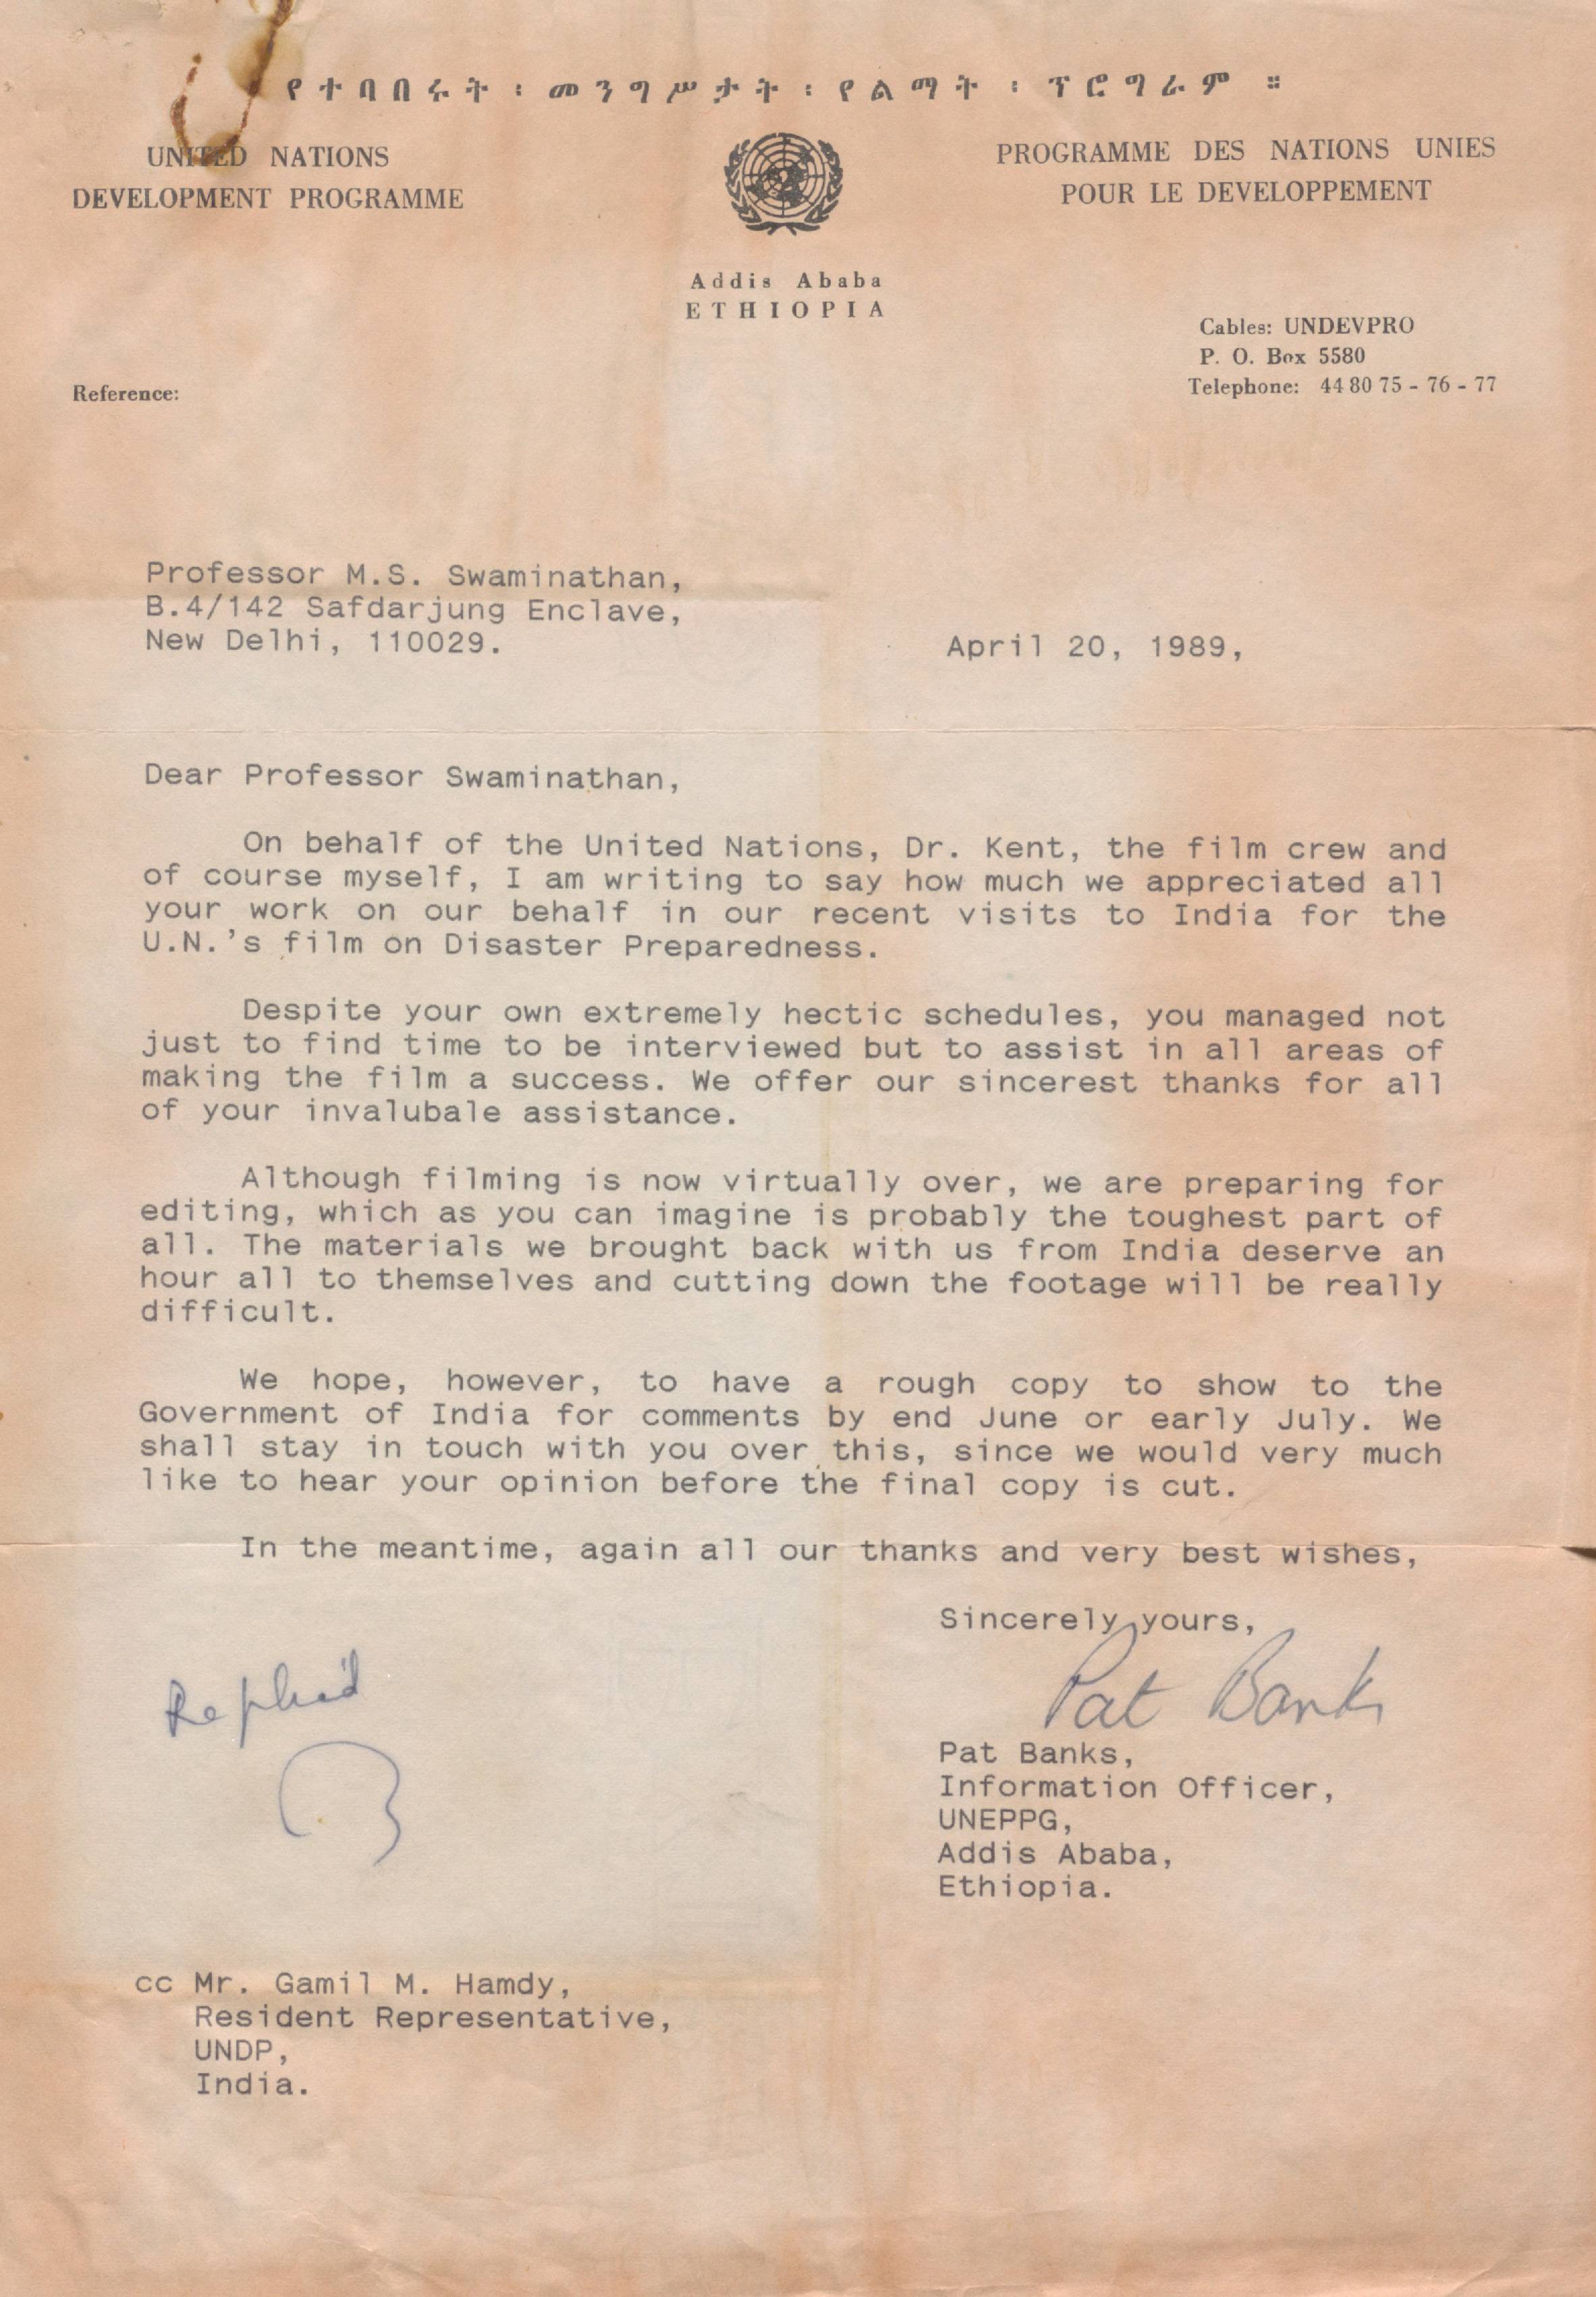 የተባበሩት፡መንግሥታት፡የልማት፡ፕሮግራም።
UNITED NATIONS
DEVELOPMENT PROGRAMME
PROGRAMME DES NATIONS UNIES
POUR LE DEVELOPPEMENT
Addis Ababa
ETHIOPIA
Cables: UNDEVPRO
P. O. Box 5580
Telephone: 44 80 75 - 76 - 77
Reference:
Professor M.S. Swaminathan,
B.4/142 Safdarjung Enclave,
New Delhi, 110029.
April 20, 1989,
Dear Professor Swaminathan,
On behalf of the United Nations, Dr. Kent, the film crew and
of course myself, I am writing to say how much we appreciated all
your work on our behalf in our recent visits to India for the
U.N.'s film on Disaster Preparedness.
Despite your own extremely hectic schedules, you managed not
just to find time to be interviewed but to assist in all areas of
making the film a success. We offer our sincerest thanks for all
of your invalubale assistance.
Although filming is now virtually over, we are preparing for
editing, which as you can imagine is probably the toughest part of
all. The materials we brought back with us from India deserve an
hour all to themselves and cutting down the footage will be really
difficult.
We hope, however, to have a rough copy to show to the
Government of India for comments by end June or early July. We
shall stay in touch with you over this, since we would very much
like to hear your opinion before the final copy is cut.
In the meantime, again all our thanks and very best wishes,
Sincerely yours,
Pat Banks
Replied
Pat Banks,
Information Officer,
UNEPPG,
Addis Ababa,
Ethiopia.
cc Mr. Gamil M. Hamdy,
Resident Representative,
UNDP,
India.